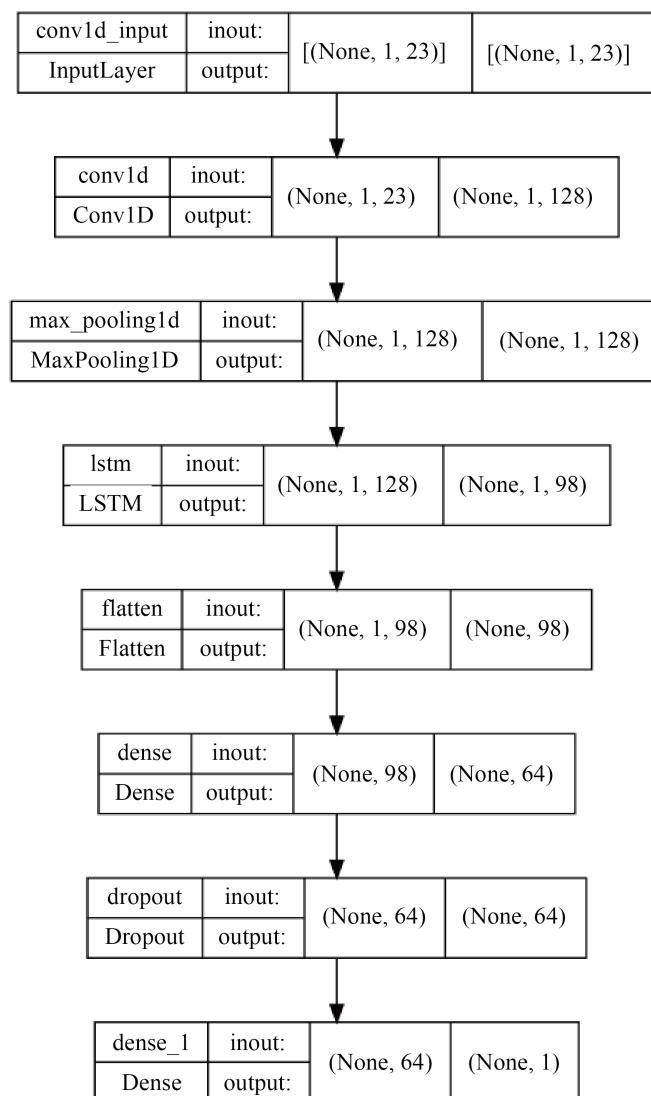 conv1d_input inout: [(None, 1, 23)] [(None, 1, 23)]
InputLayer output:
conv1d inout: (None, 1, 23) (None, 1, 128)
Conv1D output:
max_pooling1d inout: (None, 1, 128) (None, 1, 128)
MaxPooling1D output:
lstm inout: (None, 1, 128) (None, 1, 98)
LSTM output:
flatten inout: (None, 1, 98) (None, 98)
Flatten output:
dense inout: (None, 98) (None, 64)
Dense output:
dropout inout: (None, 64) (None, 64)
Dropout output:
dense_1 inout: (None, 64) (None, 1)
Dense output: